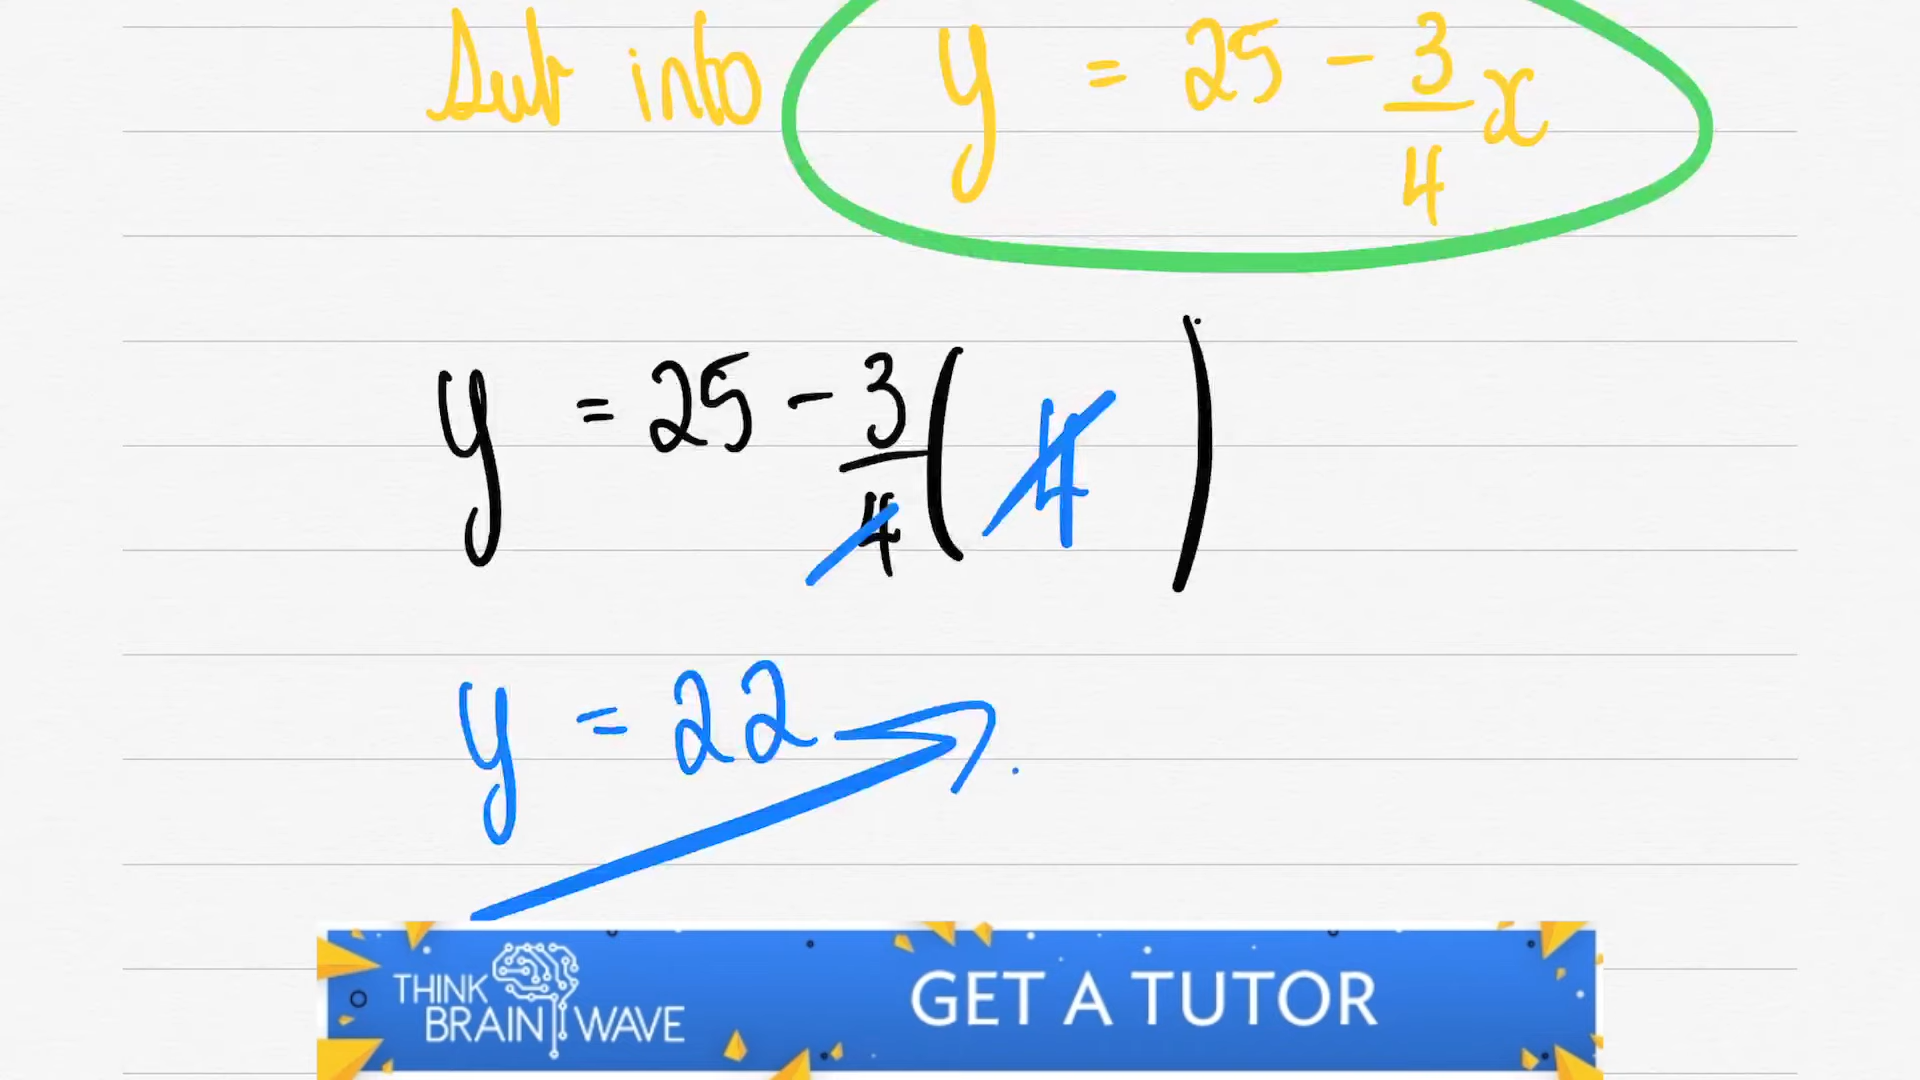 Sub into y = 25 - 3/4 x
y = 25 - 3/4 ( 4 )
y = 22
THINK BRAIN WAVE
GET A TUTOR